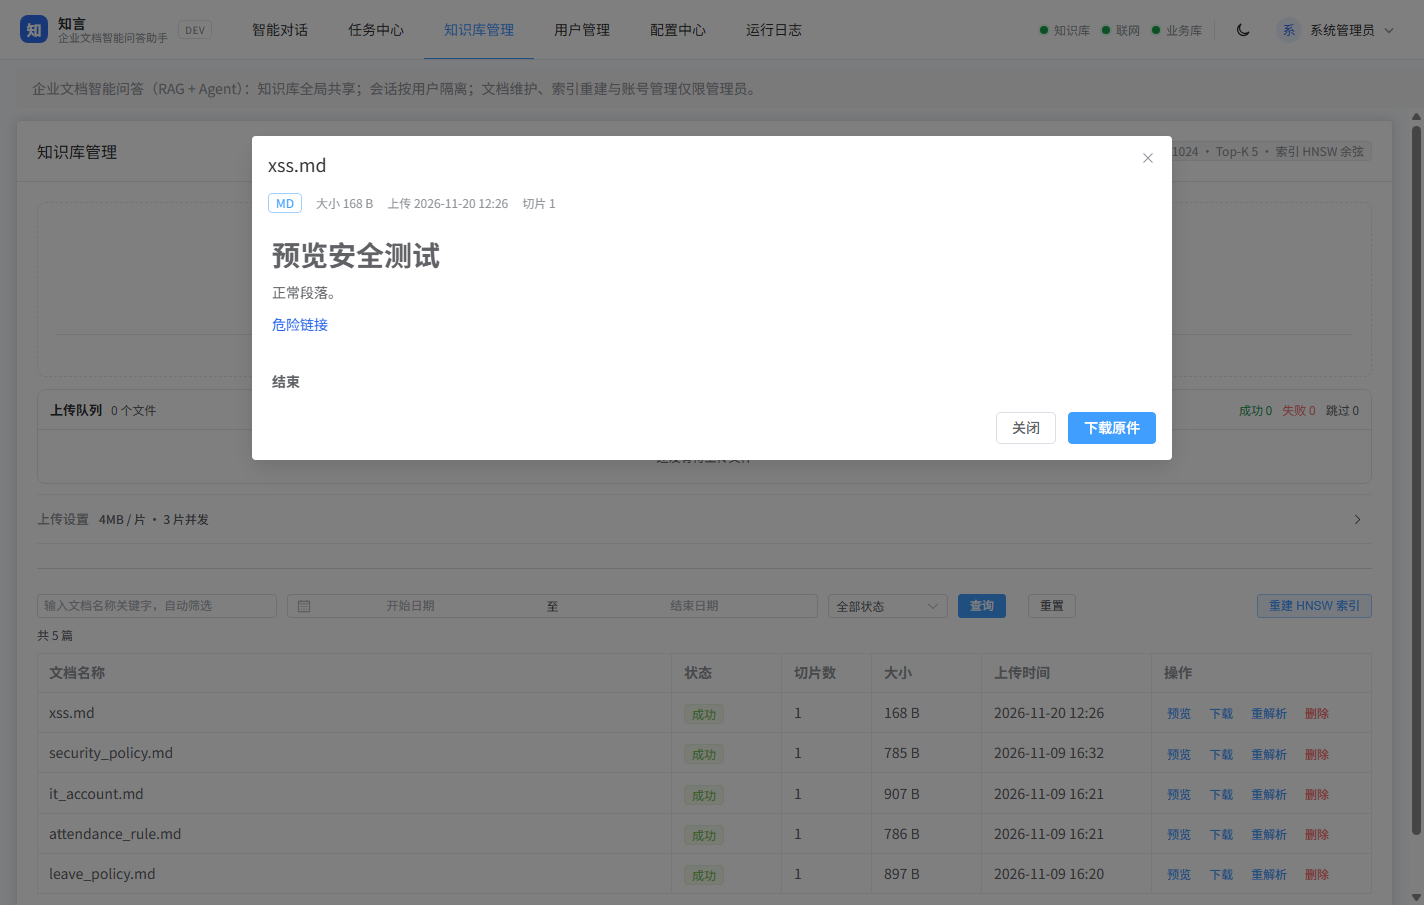 知
知言
企业文档智能问答助手
DEV
智能对话
任务中心
知识库管理
用户管理
配置中心
运行日志
知识库
联网
业务库
系
系统管理员
企业文档智能问答（RAG + Agent）：知识库全局共享；会话按用户隔离；文档维护、索引重建与账号管理仅限管理员。
知识库管理
1024 • Top-K 5 • 索引 HNSW 余弦
xss.md
MD 大小 168 B 上传 2026-11-20 12:26 切片 1
预览安全测试
正常段落。
危险链接
结束
关闭
下载原件
上传队列 0 个文件
成功 0 失败 0 跳过 0
上传设置 4MB / 片 • 3 片并发
输入文档名称关键字，自动筛选
开始日期 至 结束日期
全部状态
查询
重置
重建 HNSW 索引
共 5 篇
文档名称 状态 切片数 大小 上传时间 操作
xss.md 成功 1 168 B 2026-11-20 12:26 预览 下载 重解析 删除
security_policy.md 成功 1 785 B 2026-11-09 16:32 预览 下载 重解析 删除
it_account.md 成功 1 907 B 2026-11-09 16:21 预览 下载 重解析 删除
attendance_rule.md 成功 1 786 B 2026-11-09 16:21 预览 下载 重解析 删除
leave_policy.md 成功 1 897 B 2026-11-09 16:20 预览 下载 重解析 删除